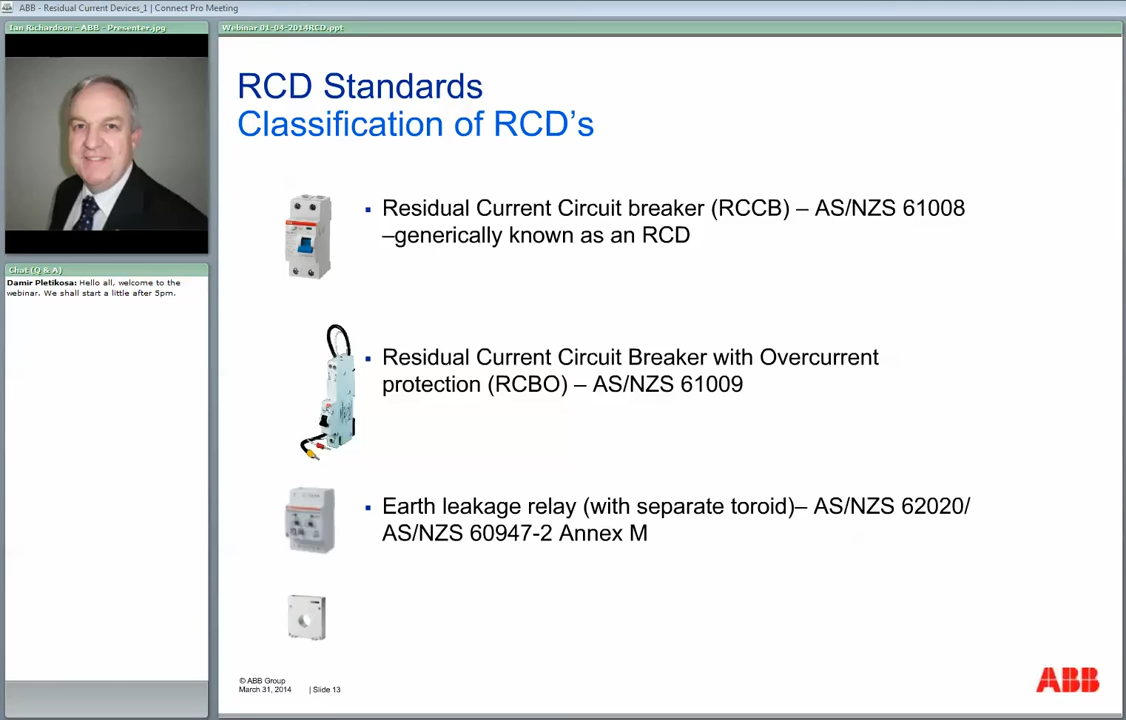 ABB - Residual Current Devices_1 | Connect Pro Meeting
Ian Richardson - ABB - Presenter.jpg
Webinar 01-04-2014RCD.ppt
Chat (Q & A)
Damir Pletikosa: Hello all, welcome to the
webinar. We shall start a little after 5pm.
RCD Standards
Classification of RCD’s
▪ Residual Current Circuit breaker (RCCB) – AS/NZS 61008
–generically known as an RCD
▪ Residual Current Circuit Breaker with Overcurrent
protection (RCBO) – AS/NZS 61009
▪ Earth leakage relay (with separate toroid)– AS/NZS 62020/
AS/NZS 60947-2 Annex M
© ABB Group
March 31, 2014 | Slide 13
ABB